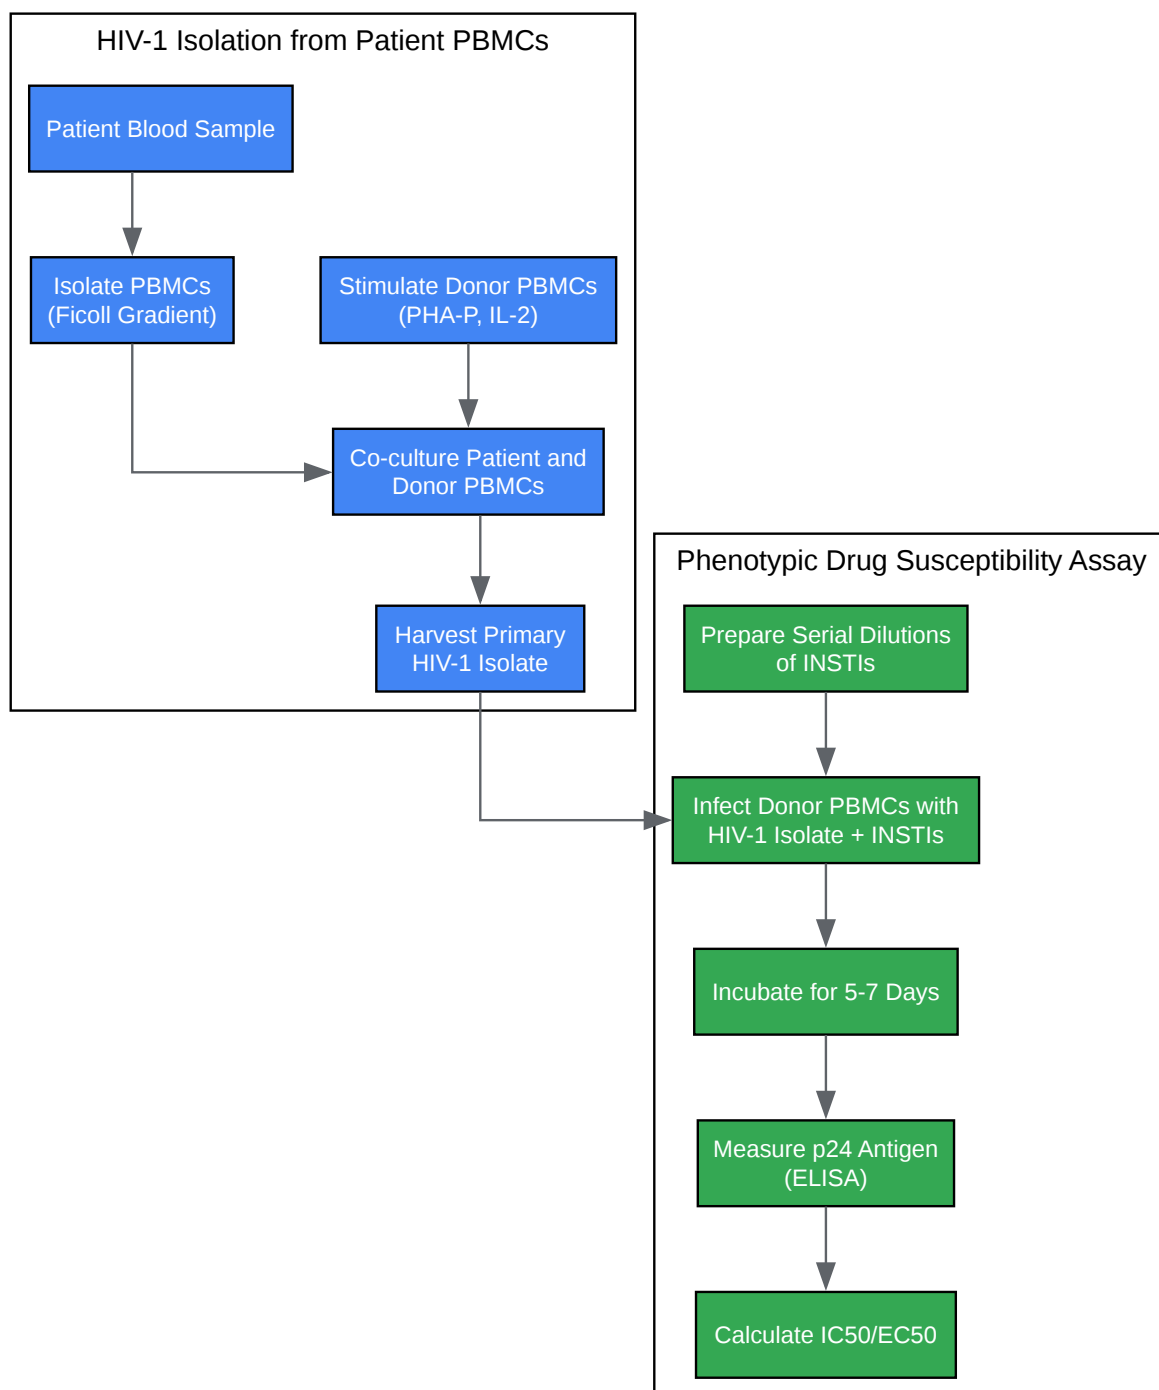 HIV-1 Isolation from Patient PBMCs
Patient Blood Sample
Isolate PBMCs
(Ficoll Gradient)
Stimulate Donor PBMCs
(PHA-P, IL-2)
Co-culture Patient and
Donor PBMCs
Harvest Primary
HIV-1 Isolate
Phenotypic Drug Susceptibility Assay
Prepare Serial Dilutions
of INSTIs
Infect Donor PBMCs with
HIV-1 Isolate + INSTIs
Incubate for 5-7 Days
Measure p24 Antigen
(ELISA)
Calculate IC50/EC50